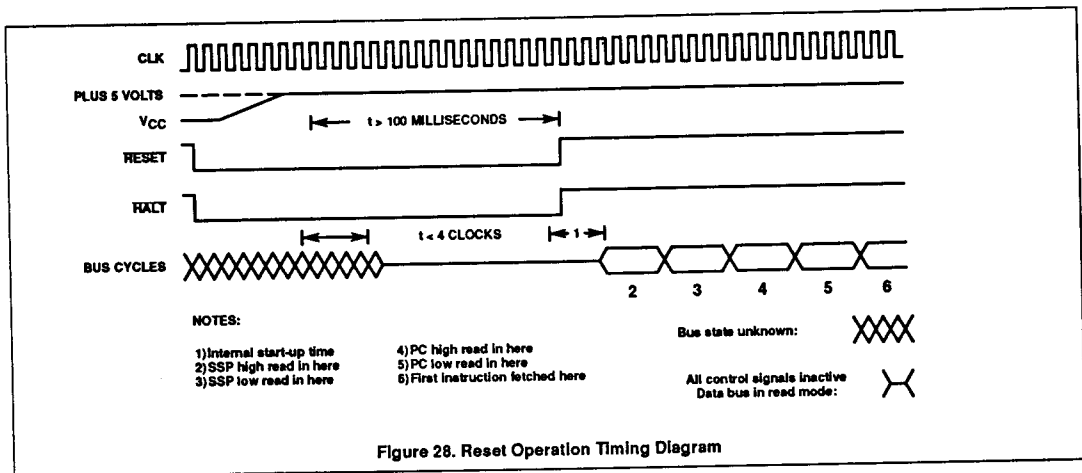 CLK
PLUS 5 VOLTS
VCC
t > 100 MILLISECONDS
RESET
HALT
t < 4 CLOCKS
1
BUS CYCLES
2 3 4 5 6
NOTES:
1)Internal start-up time
2)SSP high read in here
3)SSP low read in here
4)PC high read in here
5)PC low read in here
6)First instruction fetched here
Bus state unknown:
All control signals inactive
Data bus in read mode:
Figure 28. Reset Operation Timing Diagram